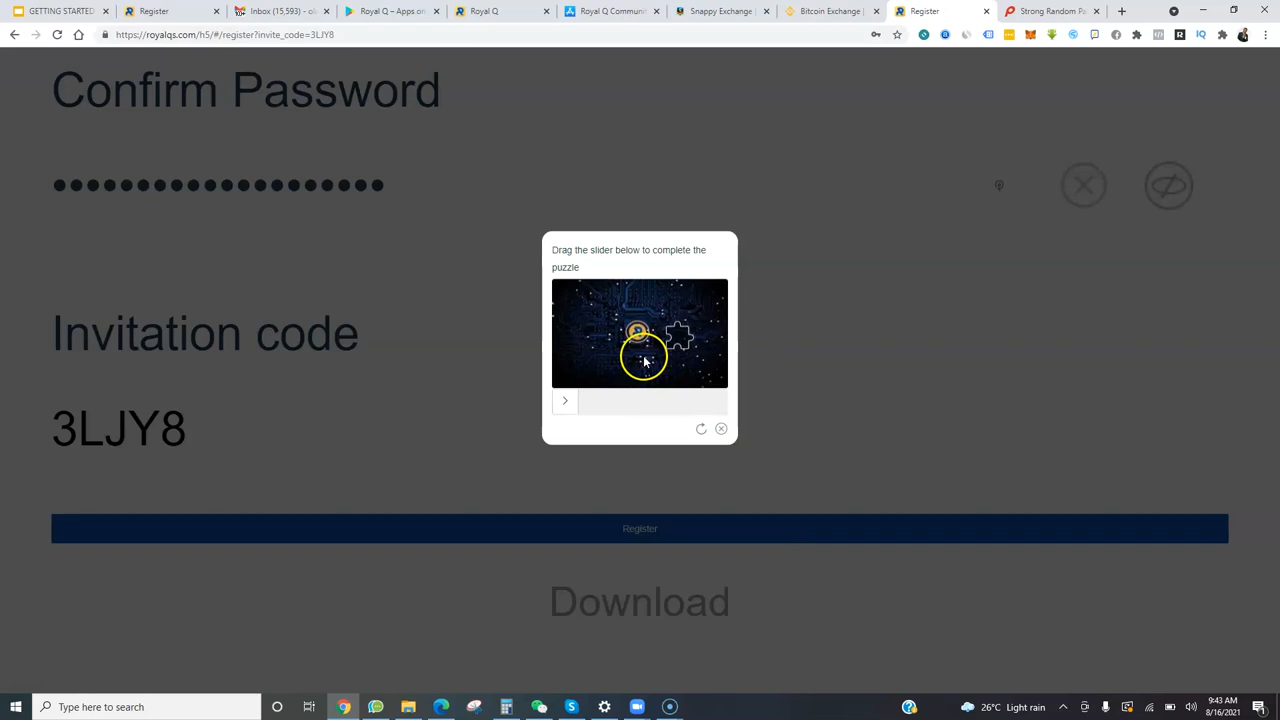 GETTING STARTED
Register
Inbox (15,593) - o
Royal Q – Apps on
Royal Q
Royal Q Communi
Snappy Exchange
Bitcoin Exchange |
Register
Strong Random Pa
https://royalqs.com/h5/#/register?invite_code=3LJY8
Confirm Password
Drag the slider below to complete the
puzzle
Invitation code
3LJY8
Register
Download
Type here to search
26°C Light rain
9:43 AM
8/16/2021